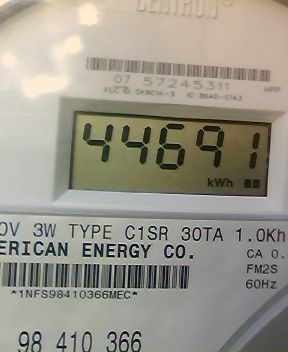 CENTRON®
07 57245311
HPP
44691
kWh
0V 3W TYPE C1SR 30TA 1.0Kh
ERICAN ENERGY CO. CA 0.
FM2S
*1NFS98410366MEC* 60Hz
98 410 366